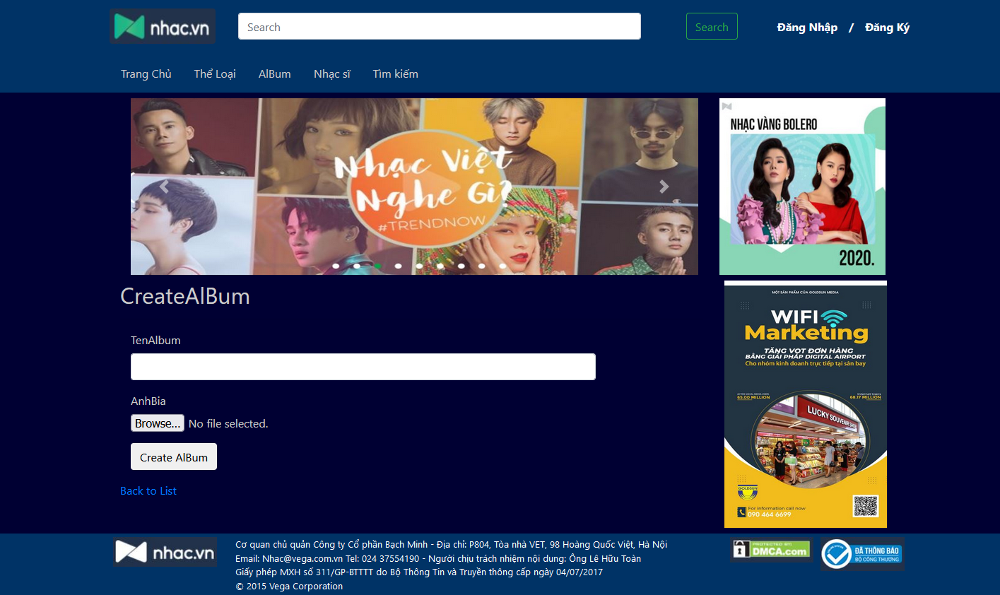 nhac.vn
Search
Search
Đăng Nhập / Đăng Ký
Trang Chủ
Thể Loại
AlBum
Nhạc sĩ
Tìm kiếm
Nhạc Việt
Nghe Gì?
#TRENDNOW
NHẠC VÀNG BOLERO
2020.
CreateAlBum
TenAlbum
AnhBia
Browse... No file selected.
Create AlBum
Back to List
MỘT SẢN PHẨM CỦA GOLDSUN MEDIA
WIFI
Marketing
TĂNG VỌT ĐƠN HÀNG
BẰNG GIẢI PHÁP DIGITAL AIRPORT
Cho nhóm kinh doanh trực tiếp tại sân bay
ACTIVE SOCIAL MEDIA USERS
65.00 MILLION
Internet Users
68.17 MILLION
LUCKY SOUVENIR SHOP
GOLDSUN
For information call now
090 464 6699
nhac.vn
Cơ quan chủ quản Công ty Cổ phần Bạch Minh - Địa chỉ: P804, Tòa nhà VET, 98 Hoàng Quốc Việt, Hà Nội
Email: Nhac@vega.com.vn Tel: 024 37554190 - Người chịu trách nhiệm nội dung: Ông Lê Hữu Toàn
Giấy phép MXH số 311/GP-BTTTT do Bộ Thông Tin và Truyền thông cấp ngày 04/07/2017
© 2015 Vega Corporation
PROTECTED BY:
DMCA.com
ĐÃ THÔNG BÁO
BỘ CÔNG THƯƠNG